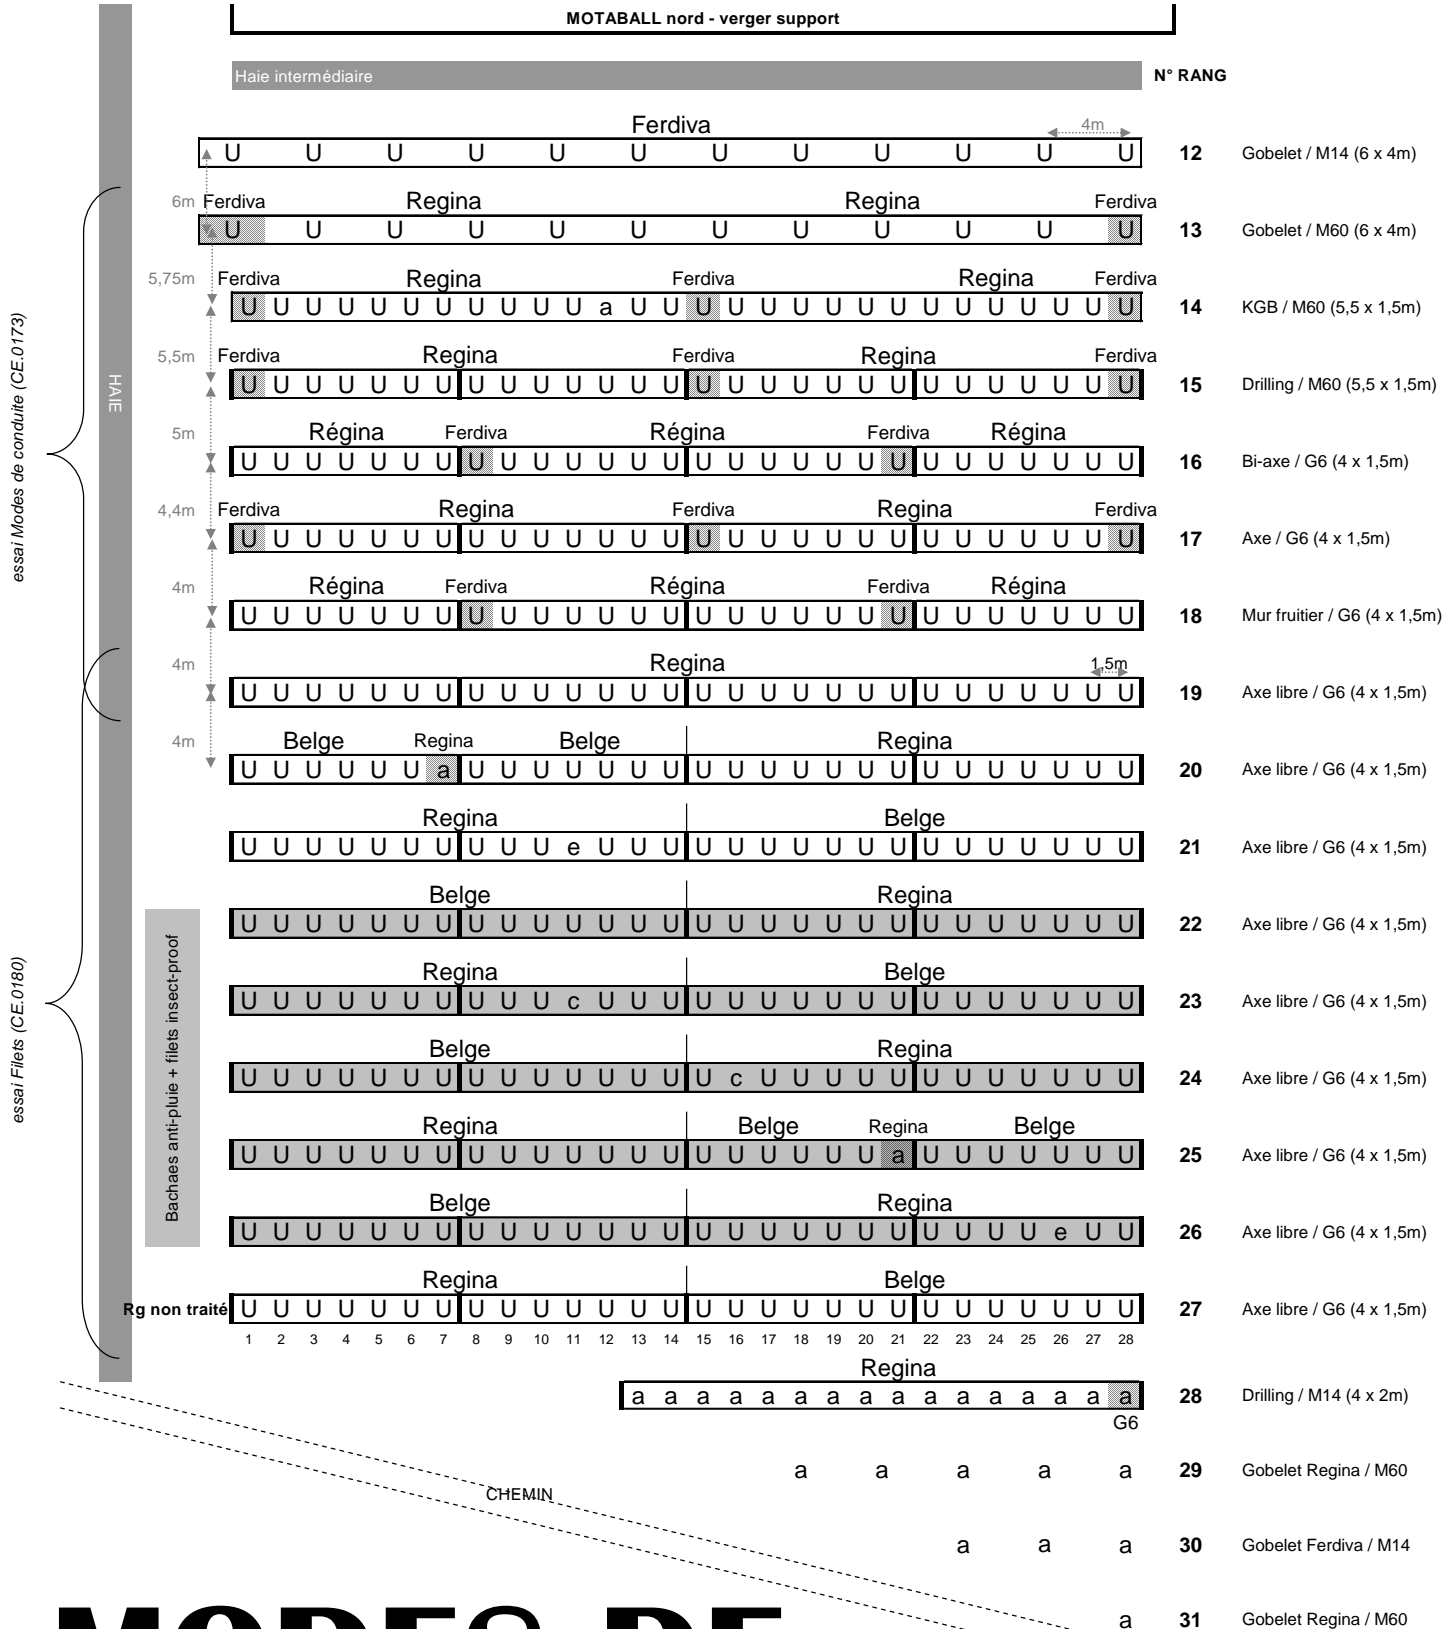 MOTABALL nord - verger support
Haie intermédiaire N° RANG
Ferdiva 4m
U U U U U U U U U U U U 12 Gobelet / M14 (6 x 4m)
6m Ferdiva Regina Regina Ferdiva
U U U U U U U U U U U U 13 Gobelet / M60 (6 x 4m)
5,75m Ferdiva Regina Ferdiva Regina Ferdiva
U U U U U U U U U U U a U U U U U U U U U U U U U U U U 14 KGB / M60 (5,5 x 1,5m)
5,5m Ferdiva Regina Ferdiva Regina Ferdiva
U U U U U U U U U U U U U U U U U U U U U U U U U U U U 15 Drilling / M60 (5,5 x 1,5m)
5m Régina Ferdiva Régina Ferdiva Régina
U U U U U U U U U U U U U U U U U U U U U U U U U U U U 16 Bi-axe / G6 (4 x 1,5m)
4,4m Ferdiva Regina Ferdiva Regina Ferdiva
U U U U U U U U U U U U U U U U U U U U U U U U U U U U 17 Axe / G6 (4 x 1,5m)
4m Régina Ferdiva Régina Ferdiva Régina
U U U U U U U U U U U U U U U U U U U U U U U U U U U U 18 Mur fruitier / G6 (4 x 1,5m)
4m Regina 1,5m
U U U U U U U U U U U U U U U U U U U U U U U U U U U U 19 Axe libre / G6 (4 x 1,5m)
4m Belge Regina Belge Regina
U U U U U U a U U U U U U U U U U U U U U U U U U U U U 20 Axe libre / G6 (4 x 1,5m)
Regina Belge
U U U U U U U U U U e U U U U U U U U U U U U U U U U U 21 Axe libre / G6 (4 x 1,5m)
Belge Regina
U U U U U U U U U U U U U U U U U U U U U U U U U U U U 22 Axe libre / G6 (4 x 1,5m)
Regina Belge
U U U U U U U U U U c U U U U U U U U U U U U U U U U U 23 Axe libre / G6 (4 x 1,5m)
Belge Regina
U U U U U U U U U U U U U U U c U U U U U U U U U U U U 24 Axe libre / G6 (4 x 1,5m)
Regina Belge Regina Belge
U U U U U U U U U U U U U U U U U U U U a U U U U U U U 25 Axe libre / G6 (4 x 1,5m)
Belge Regina
U U U U U U U U U U U U U U U U U U U U U U U U U e U U 26 Axe libre / G6 (4 x 1,5m)
Regina Belge
Rg non traité U U U U U U U U U U U U U U U U U U U U U U U U U U U U 27 Axe libre / G6 (4 x 1,5m)
1 2 3 4 5 6 7 8 9 10 11 12 13 14 15 16 17 18 19 20 21 22 23 24 25 26 27 28
Regina
a a a a a a a a a a a a a a a a 28 Drilling / M14 (4 x 2m)
G6
a a a a a 29 Gobelet Regina / M60
CHEMIN
a a a 30 Gobelet Ferdiva / M14
a 31 Gobelet Regina / M60
MODES DE
HAIE
essai Modes de conduite (CE.0173)
essai Filets (CE.0180)
Bachaes anti-pluie + filets insect-proof